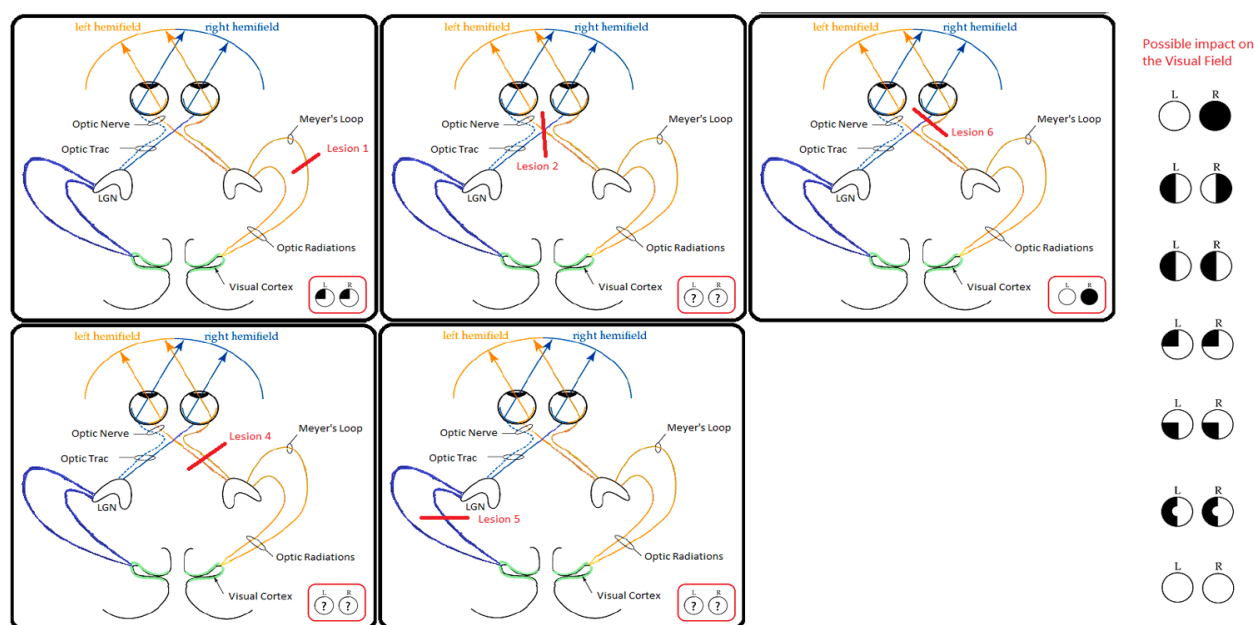 left hemifield right hemifield
Optic Nerve
Meyer's Loop
Optic Trac
Lesion 1
LGN
Optic Radiations
Visual Cortex
L R
left hemifield right hemifield
Optic Nerve
Meyer's Loop
Optic Trac
Lesion 2
LGN
Optic Radiations
Visual Cortex
L R
? ?
left hemifield right hemifield
Optic Nerve
Lesion 6
Meyer's Loop
Optic Trac
LGN
Optic Radiations
Visual Cortex
L R
left hemifield right hemifield
Optic Nerve
Lesion 4
Meyer's Loop
Optic Trac
LGN
Optic Radiations
Visual Cortex
L R
? ?
left hemifield right hemifield
Optic Nerve
Meyer's Loop
Optic Trac
LGN
Lesion 5
Optic Radiations
Visual Cortex
L R
? ?
Possible impact on
the Visual Field
L R
L R
L R
L R
L R
L R
L R